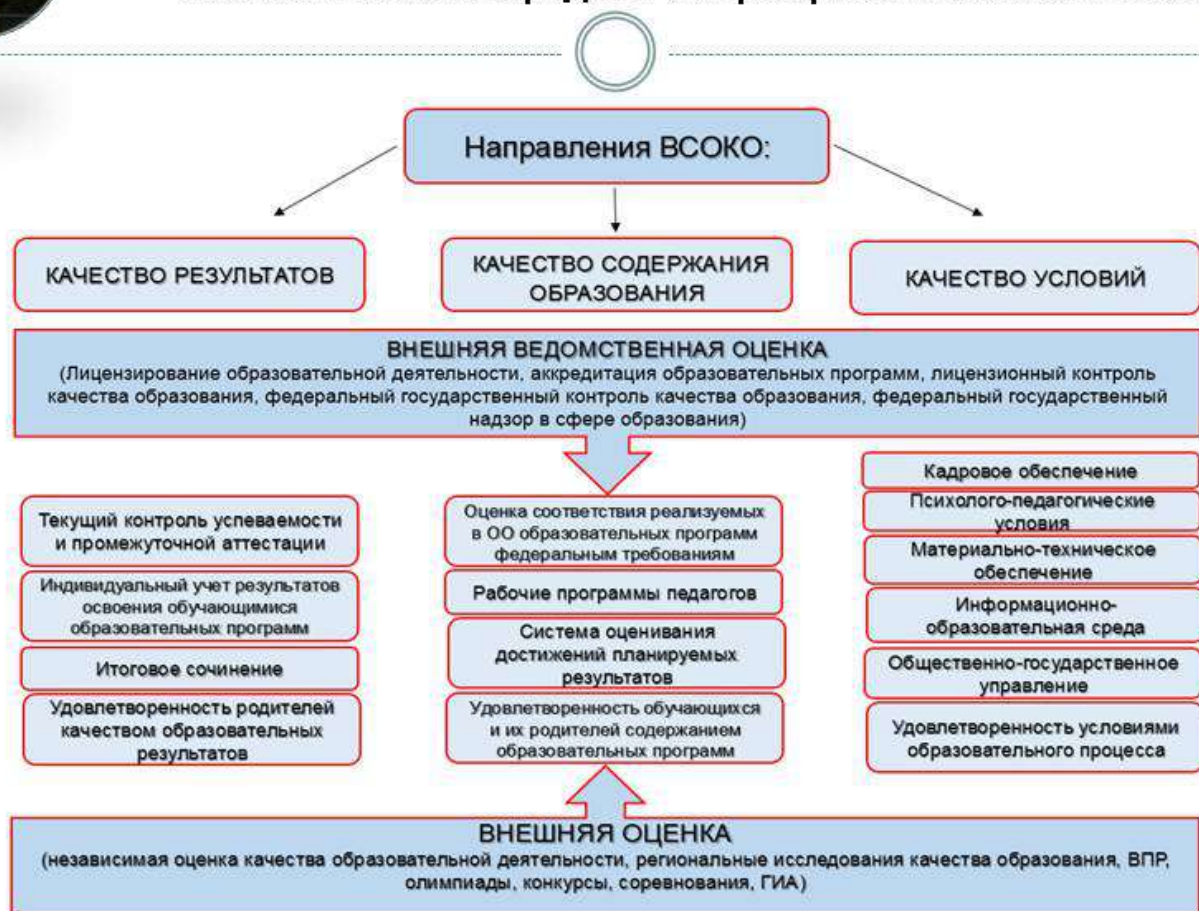 Направления ВСОКО:
КАЧЕСТВО РЕЗУЛЬТАТОВ
КАЧЕСТВО СОДЕРЖАНИЯ
ОБРАЗОВАНИЯ
КАЧЕСТВО УСЛОВИЙ
ВНЕШНЯЯ ВЕДОМСТВЕННАЯ ОЦЕНКА
(Лицензирование образовательной деятельности, аккредитация образовательных программ, лицензионный контроль
качества образования, федеральный государственный контроль качества образования, федеральный государственный
надзор в сфере образования)
Текущий контроль успеваемости
и промежуточной аттестации
Индивидуальный учет результатов
освоения обучающимися
образовательных программ
Итоговое сочинение
Удовлетворенность родителей
качеством образовательных
результатов
Оценка соответствия реализуемых
в ОО образовательных программ
федеральным требованиям
Рабочие программы педагогов
Система оценивания
достижений планируемых
результатов
Удовлетворенность обучающихся
и их родителей содержанием
образовательных программ
Кадровое обеспечение
Психолого-педагогические
условия
Материально-техническое
обеспечение
Информационно-
образовательная среда
Общественно-государственное
управление
Удовлетворенность условиями
образовательного процесса
ВНЕШНЯЯ ОЦЕНКА
(независимая оценка качества образовательной деятельности, региональные исследования качества образования, ВПР,
олимпиады, конкурсы, соревнования, ГИА)